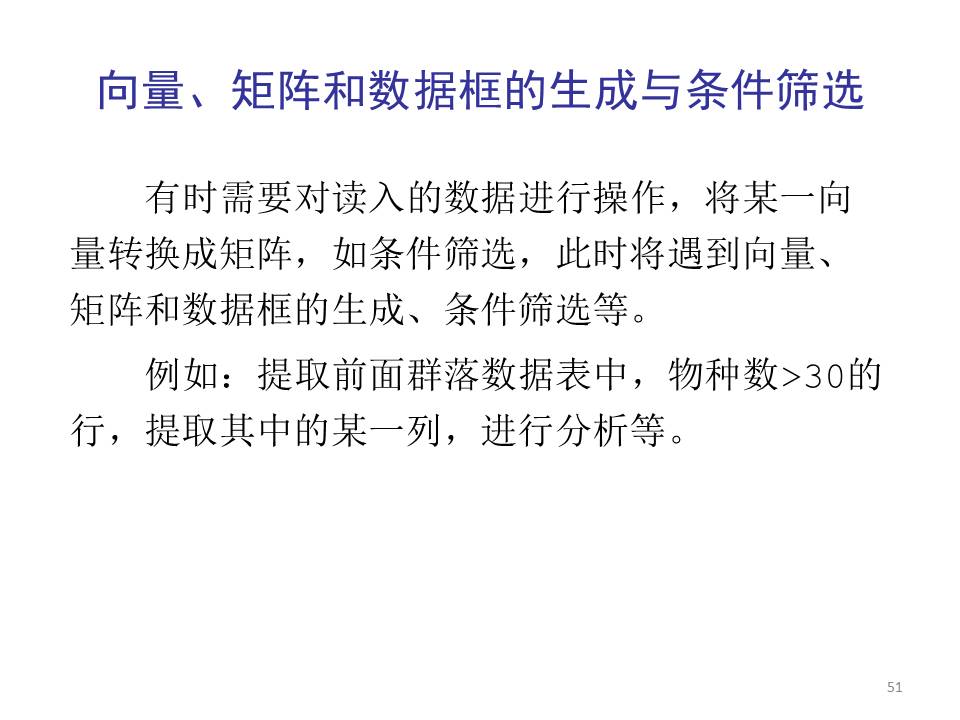 向量、矩阵和数据框的生成与条件筛选
有时需要对读入的数据进行操作，将某一向
量转换成矩阵，如条件筛选，此时将遇到向量、
矩阵和数据框的生成、条件筛选等。
例如：提取前面群落数据表中，物种数>30的
行，提取其中的某一列，进行分析等。
51